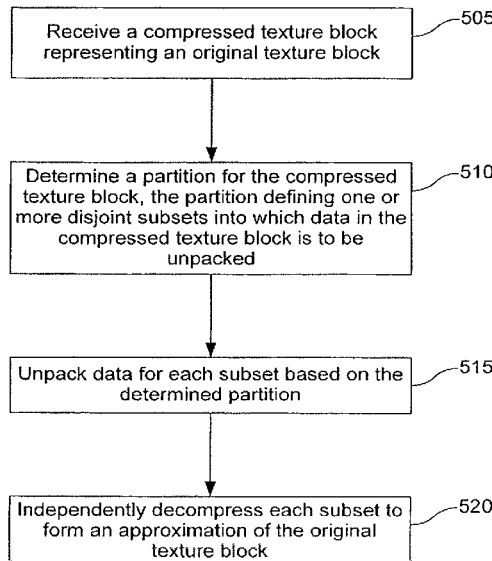 Receive a compressed texture block
representing an original texture block
505
Determine a partition for the compressed
texture block, the partition defining one or
more disjoint subsets into which data in the
compressed texture block is to be
unpacked
510
Unpack data for each subset based on the
determined partition
515
Independently decompress each subset to
form an approximation of the original
texture block
520